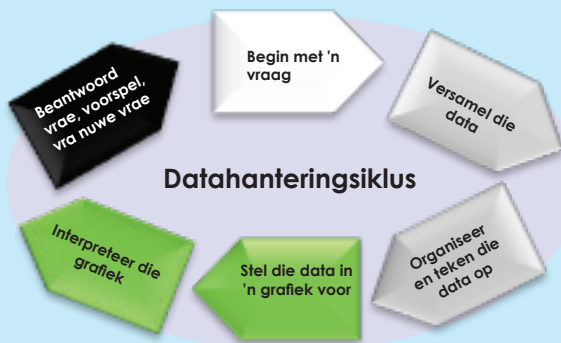 Begin met 'n
vraag
Versamel die
data
Organiseer
en teken die
data op
Stel die data in
'n grafiek voor
Interpreteer die
grafiek
Beantwoord
vrae, voorspel,
vra nuwe vrae
Datahanteringsiklus